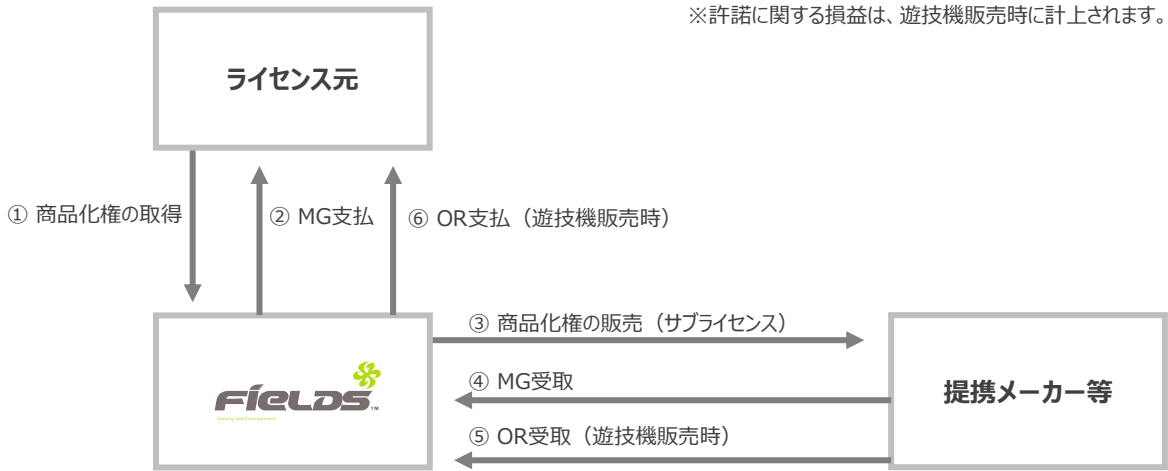 ※許諾に関する損益は、遊技機販売時に計上されます。
ライセンス元
① 商品化権の取得
② MG支払
⑥ OR支払（遊技機販売時）
③ 商品化権の販売（サブライセンス）
FIELDS™
Gaming and Entertainment
④ MG受取
提携メーカー等
⑤ OR受取（遊技機販売時）